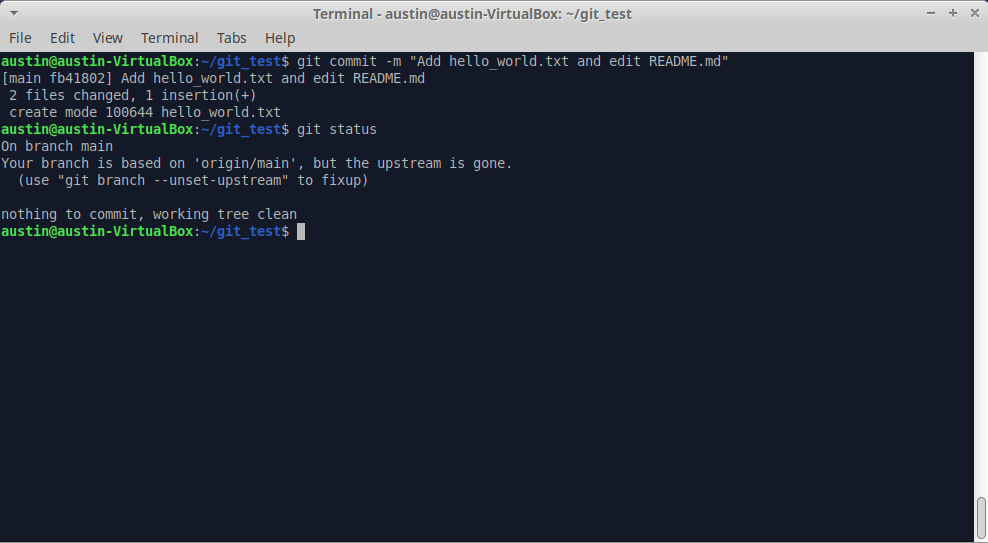 Terminal - austin@austin-VirtualBox: ~/git_test
File Edit View Terminal Tabs Help
austin@austin-VirtualBox:~/git_test$ git commit -m "Add hello_world.txt and edit README.md"
[main fb41802] Add hello_world.txt and edit README.md
 2 files changed, 1 insertion(+)
 create mode 100644 hello_world.txt
austin@austin-VirtualBox:~/git_test$ git status
On branch main
Your branch is based on 'origin/main', but the upstream is gone.
  (use "git branch --unset-upstream" to fixup)

nothing to commit, working tree clean
austin@austin-VirtualBox:~/git_test$